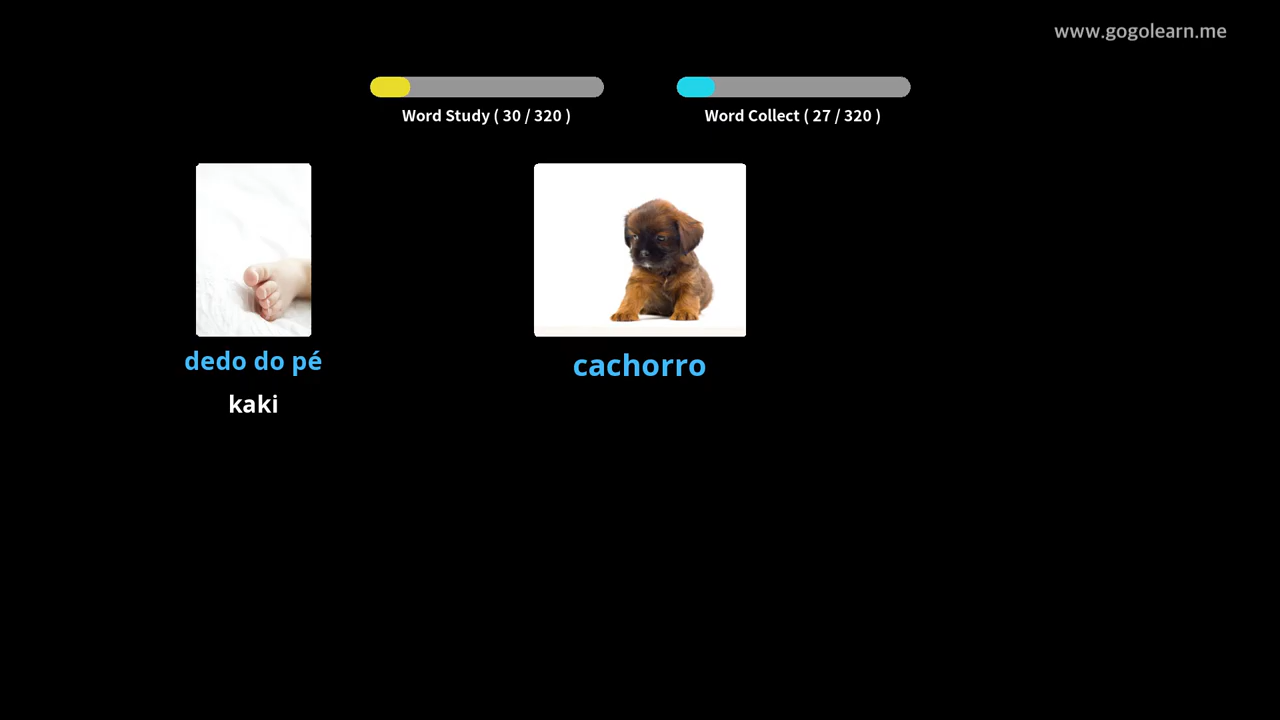 www.gogolearn.me
Word Study ( 30 / 320 )
Word Collect ( 27 / 320 )
dedo do pé
kaki
cachorro